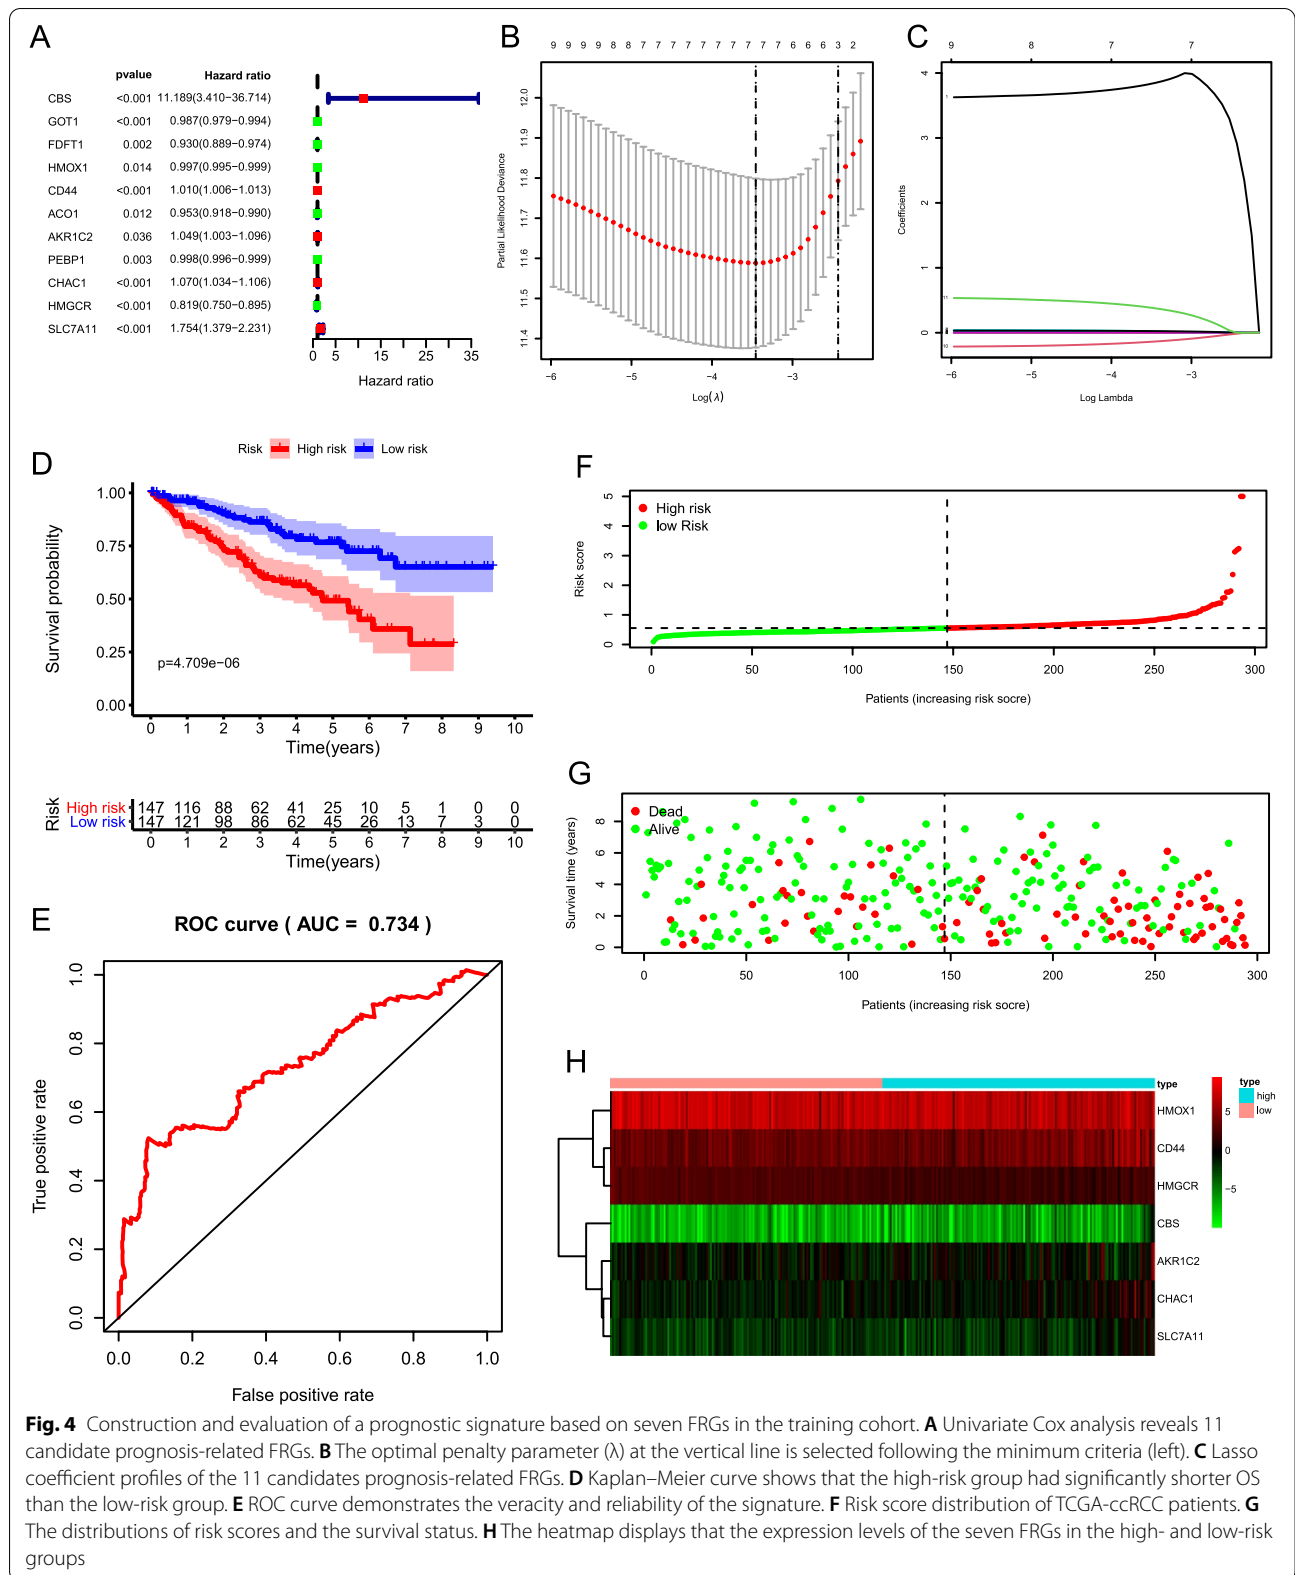 A
pvalue Hazard ratio
CBS <0.001 11.189(3.410−36.714)
GOT1 <0.001 0.987(0.979−0.994)
FDFT1 0.002 0.930(0.889−0.974)
HMOX1 0.014 0.997(0.995−0.999)
CD44 <0.001 1.010(1.006−1.013)
ACO1 0.012 0.953(0.918−0.990)
AKR1C2 0.036 1.049(1.003−1.096)
PEBP1 0.003 0.998(0.996−0.999)
CHAC1 <0.001 1.070(1.034−1.106)
HMGCR <0.001 0.819(0.750−0.895)
SLC7A11 <0.001 1.754(1.379−2.231)
0 5 15 25 35
Hazard ratio
B
9 9 9 9 8 8 7 7 7 7 7 7 7 7 7 7 6 6 6 3 2
12.0
11.9
11.8
11.7
11.6
11.5
11.4
Partial Likelihood Deviance
−6 −5 −4 −3
Log(λ)
C
9 8 7 7
4
3
2
1
0
Coefficients
1
11
10
−6 −5 −4 −3
Log Lambda
D
Risk High risk Low risk
1.00
0.75
0.50
0.25
0.00
Survival probability
p=4.709e−06
0 1 2 3 4 5 6 7 8 9 10
Time(years)
Risk
High risk 147 116 88 62 41 25 10 5 1 0 0
Low risk 147 121 98 86 62 45 26 13 7 3 0
0 1 2 3 4 5 6 7 8 9 10
Time(years)
E
ROC curve ( AUC = 0.734 )
1.0
0.8
0.6
0.4
0.2
0.0
True positive rate
0.0 0.2 0.4 0.6 0.8 1.0
False positive rate
F
High risk
low Risk
5
4
3
2
1
0
Risk score
0 50 100 150 200 250 300
Patients (increasing risk socre)
G
Dead
Alive
8
6
4
2
0
Survival time (years)
0 50 100 150 200 250 300
Patients (increasing risk socre)
H
type
HMOX1
CD44
HMGCR
CBS
AKR1C2
CHAC1
SLC7A11
5
0
−5
type
high
low
Fig. 4 Construction and evaluation of a prognostic signature based on seven FRGs in the training cohort. A Univariate Cox analysis reveals 11
candidate prognosis-related FRGs. B The optimal penalty parameter (λ) at the vertical line is selected following the minimum criteria (left). C Lasso
coefficient profiles of the 11 candidates prognosis-related FRGs. D Kaplan–Meier curve shows that the high-risk group had significantly shorter OS
than the low-risk group. E ROC curve demonstrates the veracity and reliability of the signature. F Risk score distribution of TCGA-ccRCC patients. G
The distributions of risk scores and the survival status. H The heatmap displays that the expression levels of the seven FRGs in the high- and low-risk
groups